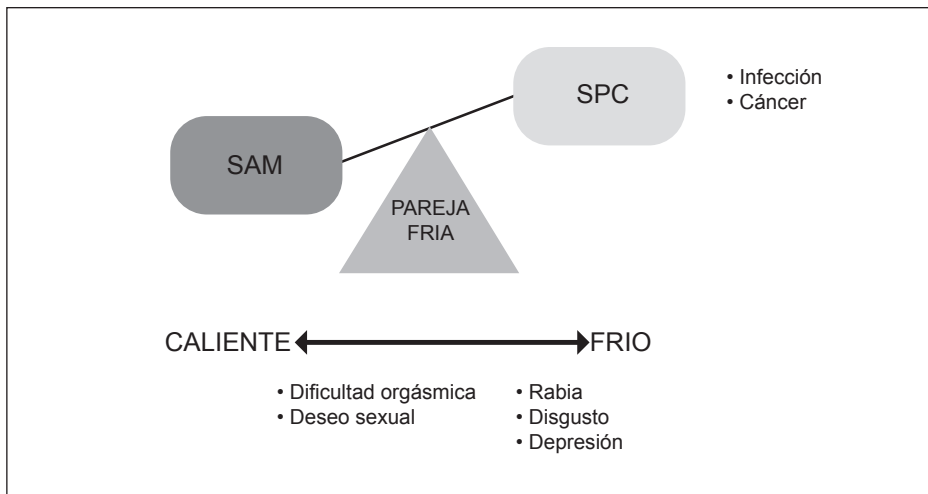 SPC
• Infección
• Cáncer
SAM
PAREJA
FRIA
CALIENTE
FRIO
• Dificultad orgásmica
• Deseo sexual
• Rabia
• Disgusto
• Depresión